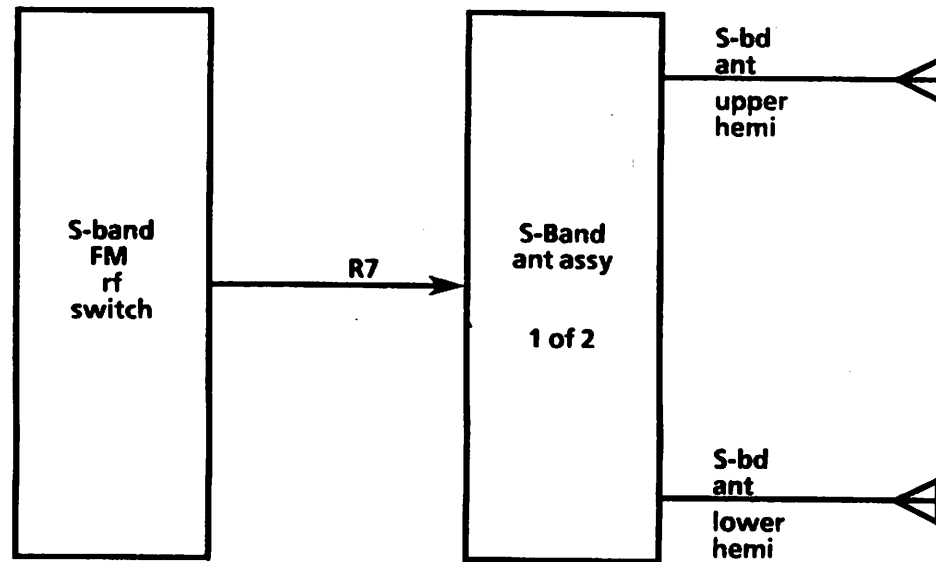 S-band
FM
rf
switch
R7
S-Band
ant assy
1 of 2
S-bd
ant
upper
hemi
S-bd
ant
lower
hemi